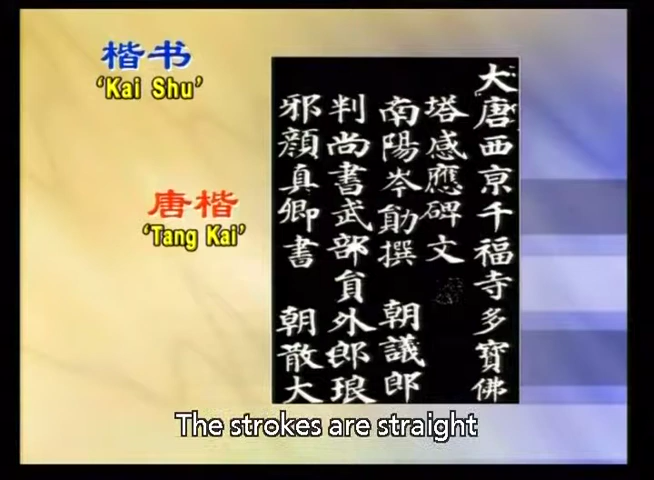 楷书
‘Kai Shu’
唐楷
‘Tang Kai’
大唐西京千福寺多寶佛
塔感應碑文
南陽岑勛撰 朝議郎
判尚書武部員外郎琅
邪顏真卿書 朝散大
The strokes are straight